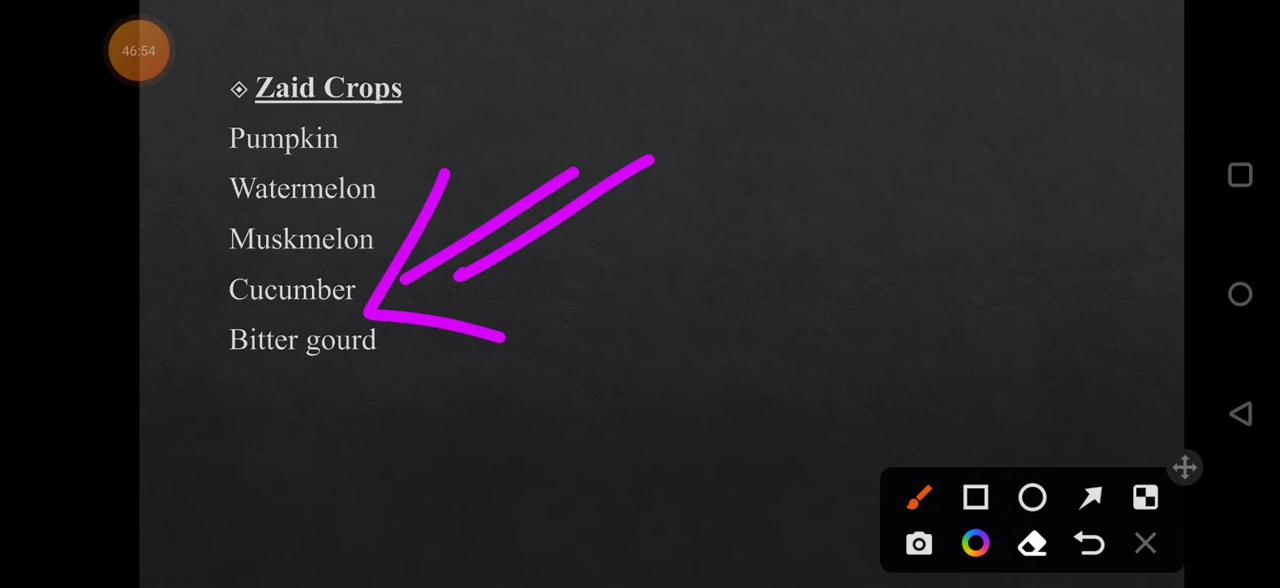 46:54
Zaid Crops
Pumpkin
Watermelon
Muskmelon
Cucumber
Bitter gourd